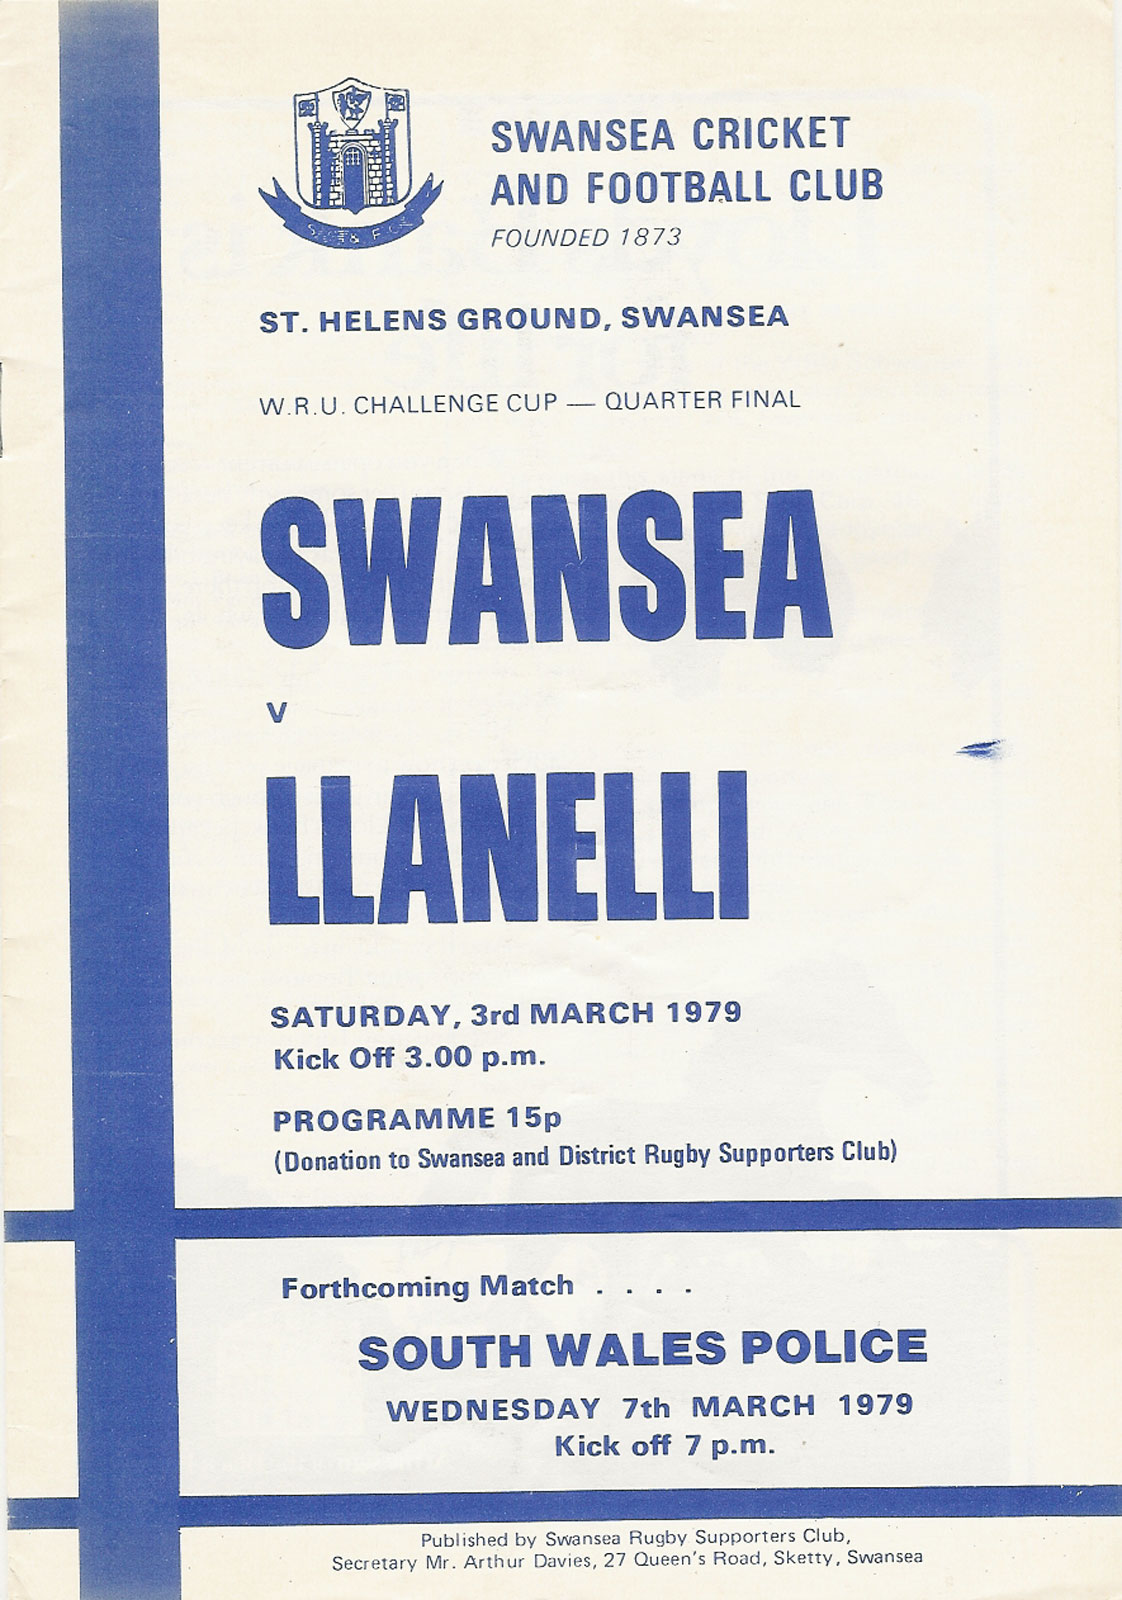 SWANSEA CRICKET
AND FOOTBALL CLUB
FOUNDED 1873
ST. HELENS GROUND, SWANSEA
W.R.U. CHALLENGE CUP — QUARTER FINAL
SWANSEA
v
LLANELLI
SATURDAY, 3rd MARCH 1979
Kick Off 3.00 p.m.
PROGRAMME 15p
(Donation to Swansea and District Rugby Supporters Club)
Forthcoming Match . . . .
SOUTH WALES POLICE
WEDNESDAY 7th MARCH 1979
Kick off 7 p.m.
Published by Swansea Rugby Supporters Club,
Secretary Mr. Arthur Davies, 27 Queen's Road, Sketty, Swansea